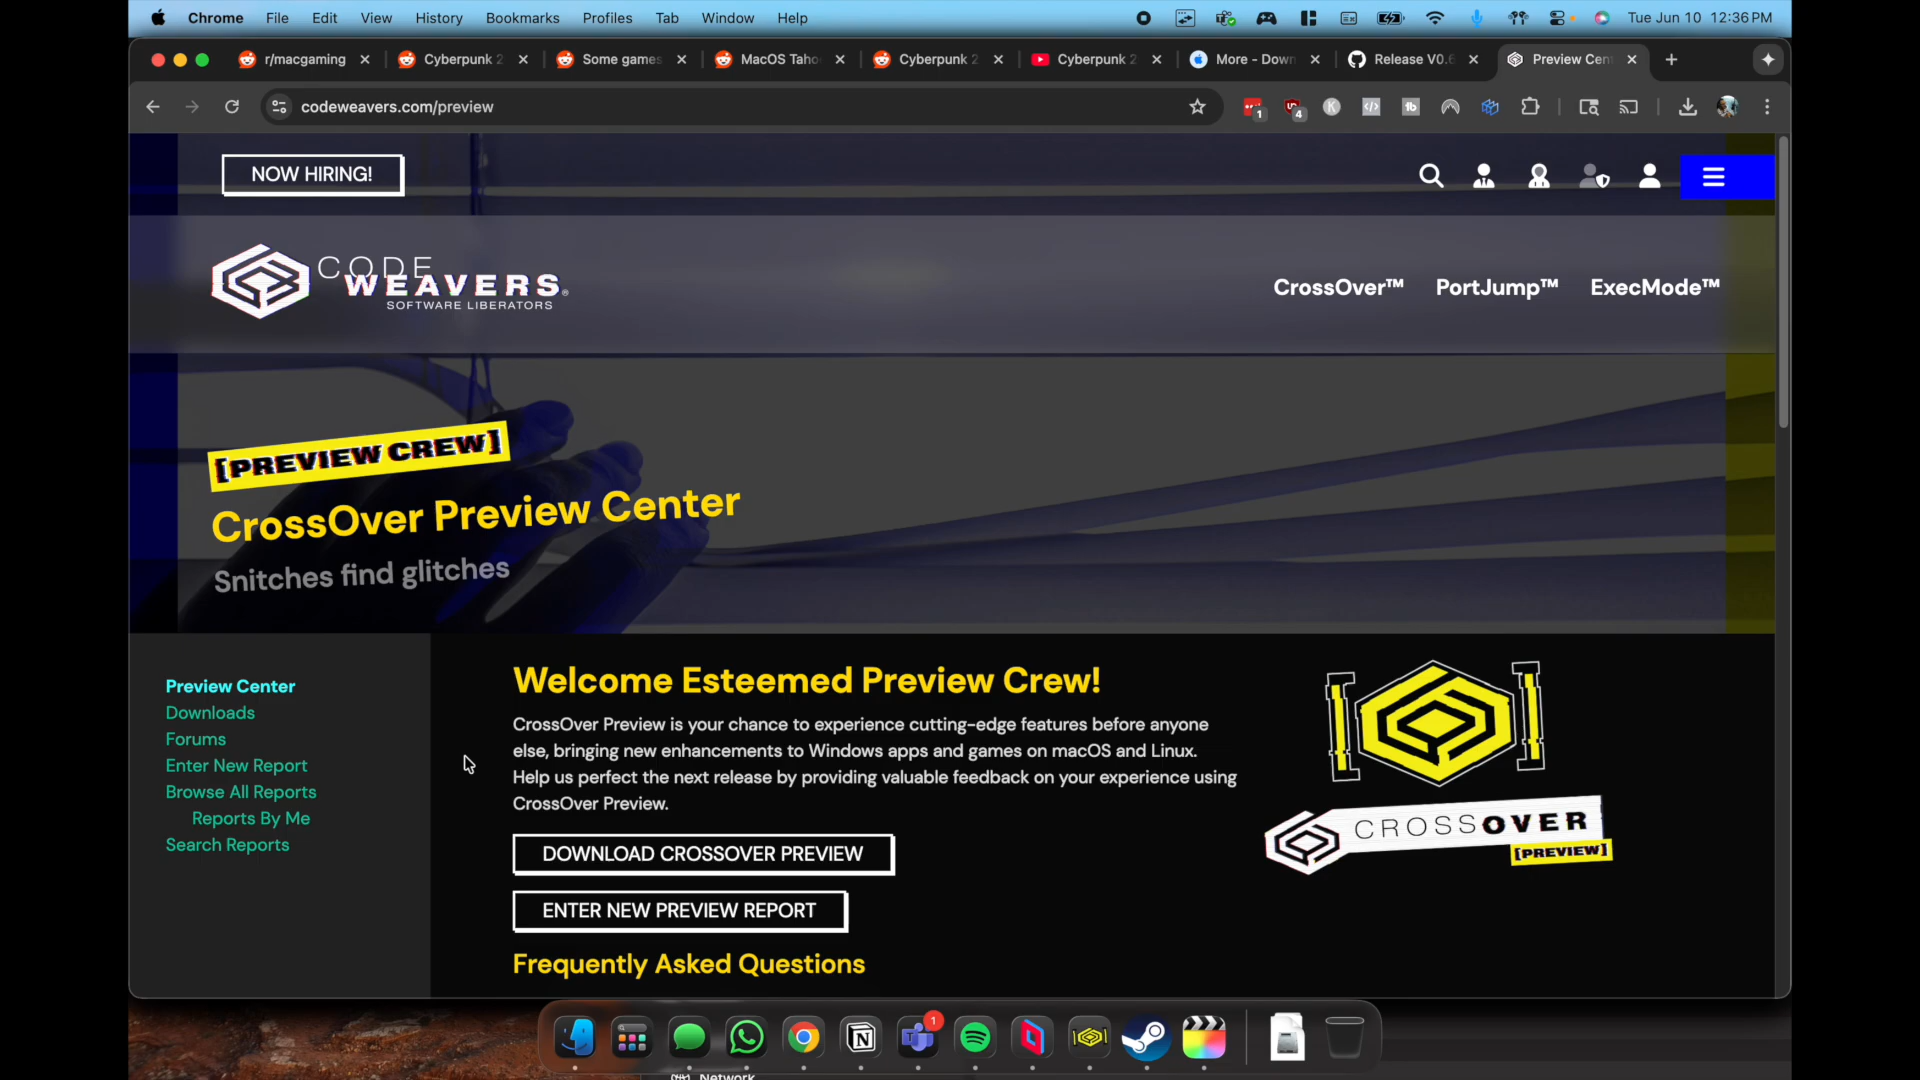 Chrome File Edit View History Bookmarks Profiles Tab Window Help Tue Jun 10 12:36 PM
r/macgaming Cyberpunk 2 Some games MacOS Taho Cyberpunk 2 Cyberpunk 2 More - Down Release V0.6 Preview Cen
codeweavers.com/preview 1 4
NOW HIRING!
CODE
WEAVERS®
SOFTWARE LIBERATORS
CrossOver™ PortJump™ ExecMode™
[PREVIEW CREW]
CrossOver Preview Center
Snitches find glitches
Preview Center
Downloads
Forums
Enter New Report
Browse All Reports
Reports By Me
Search Reports
Welcome Esteemed Preview Crew!
CrossOver Preview is your chance to experience cutting-edge features before anyone
else, bringing new enhancements to Windows apps and games on macOS and Linux.
Help us perfect the next release by providing valuable feedback on your experience using
CrossOver Preview.
DOWNLOAD CROSSOVER PREVIEW
ENTER NEW PREVIEW REPORT
Frequently Asked Questions
CROSSOVER
[PREVIEW]
1
Network